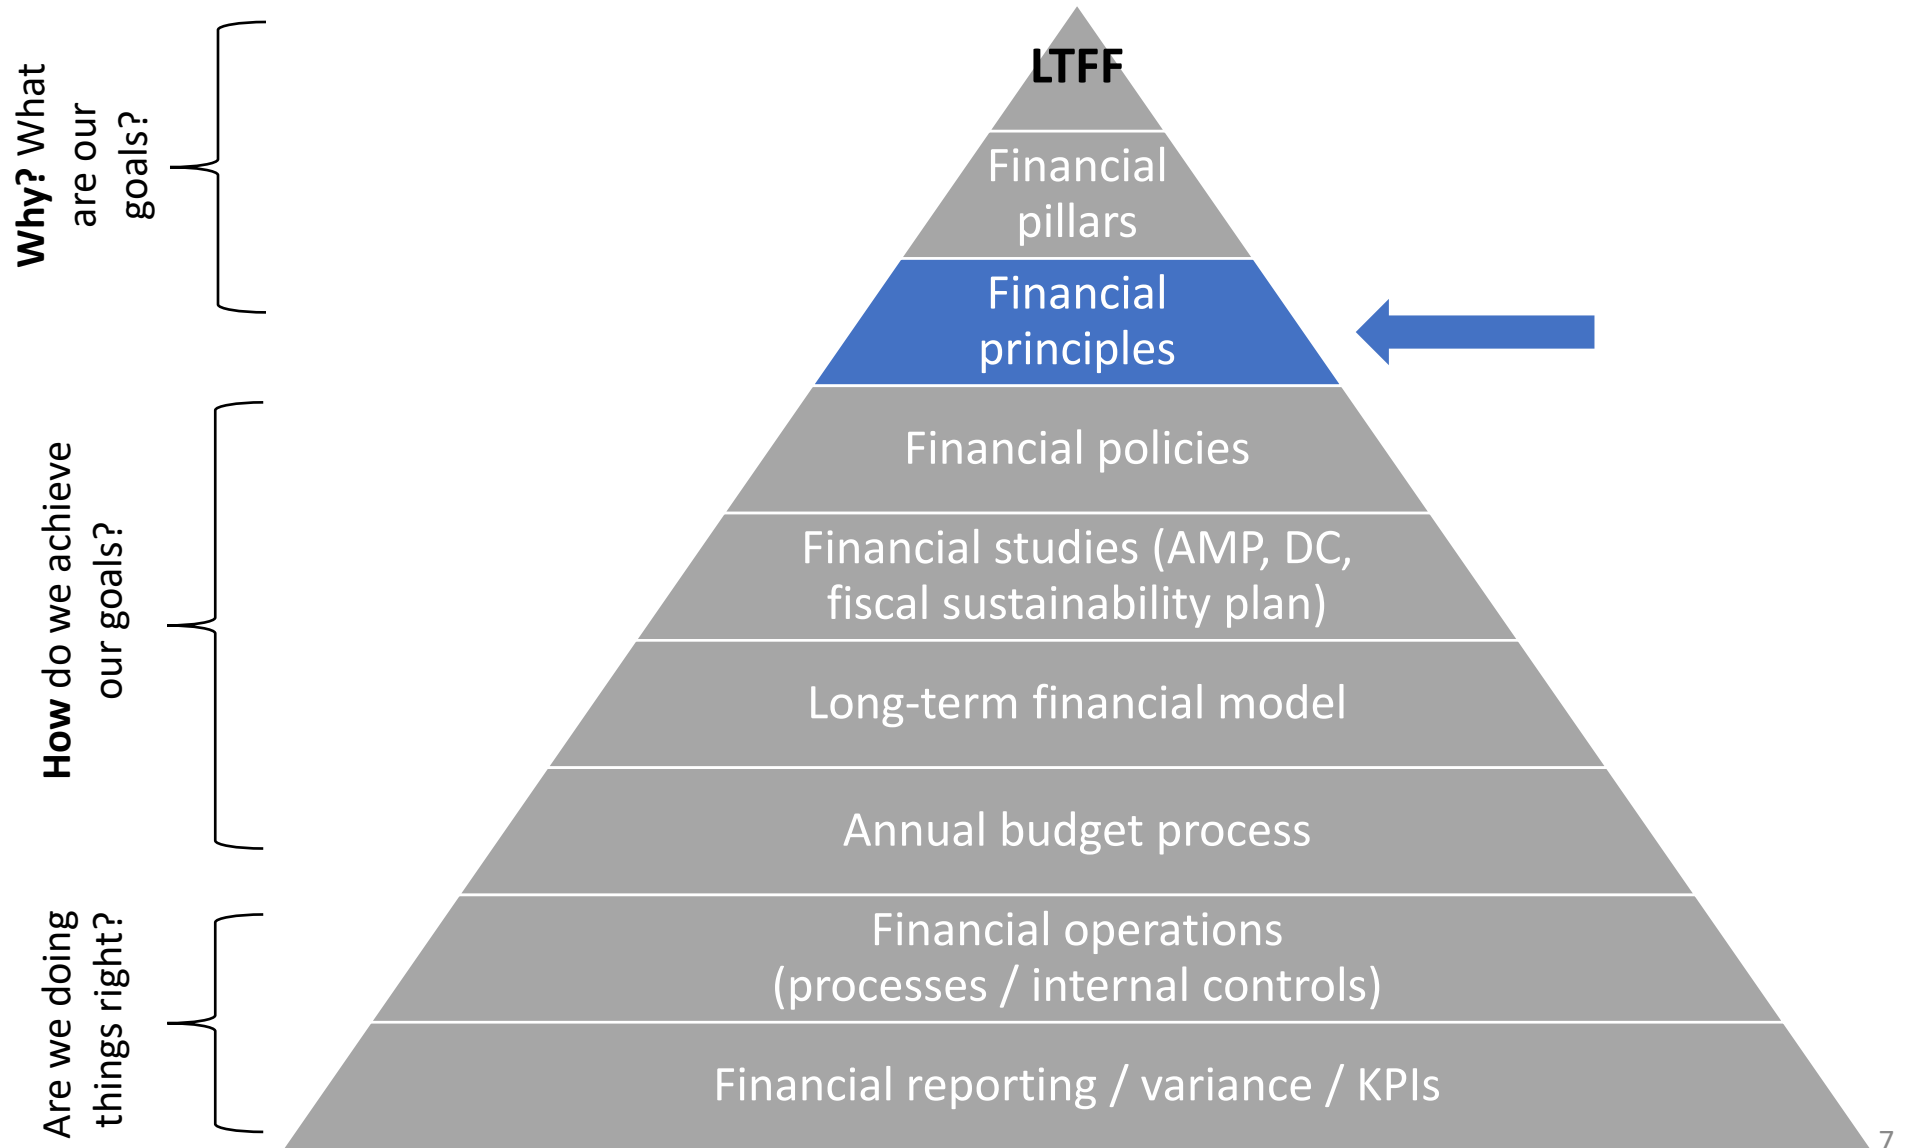 Why? What
are our
goals?
How do we achieve
our goals?
Are we doing
things right?
LTFF
Financial
pillars
Financial
principles
Financial policies
Financial studies (AMP, DC,
fiscal sustainability plan)
Long-term financial model
Annual budget process
Financial operations
(processes / internal controls)
Financial reporting / variance / KPIs
7